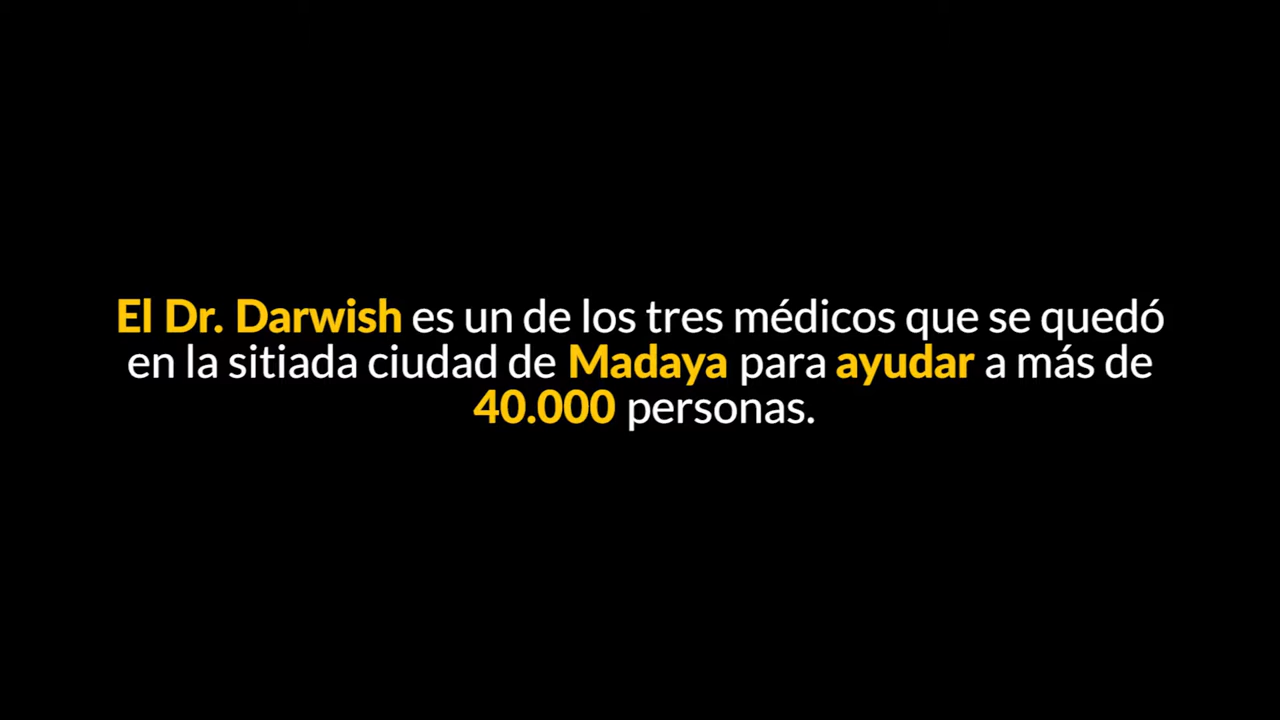 El Dr. Darwish es un de los tres médicos que se quedó
en la sitiada ciudad de Madaya para ayudar a más de
40.000 personas.